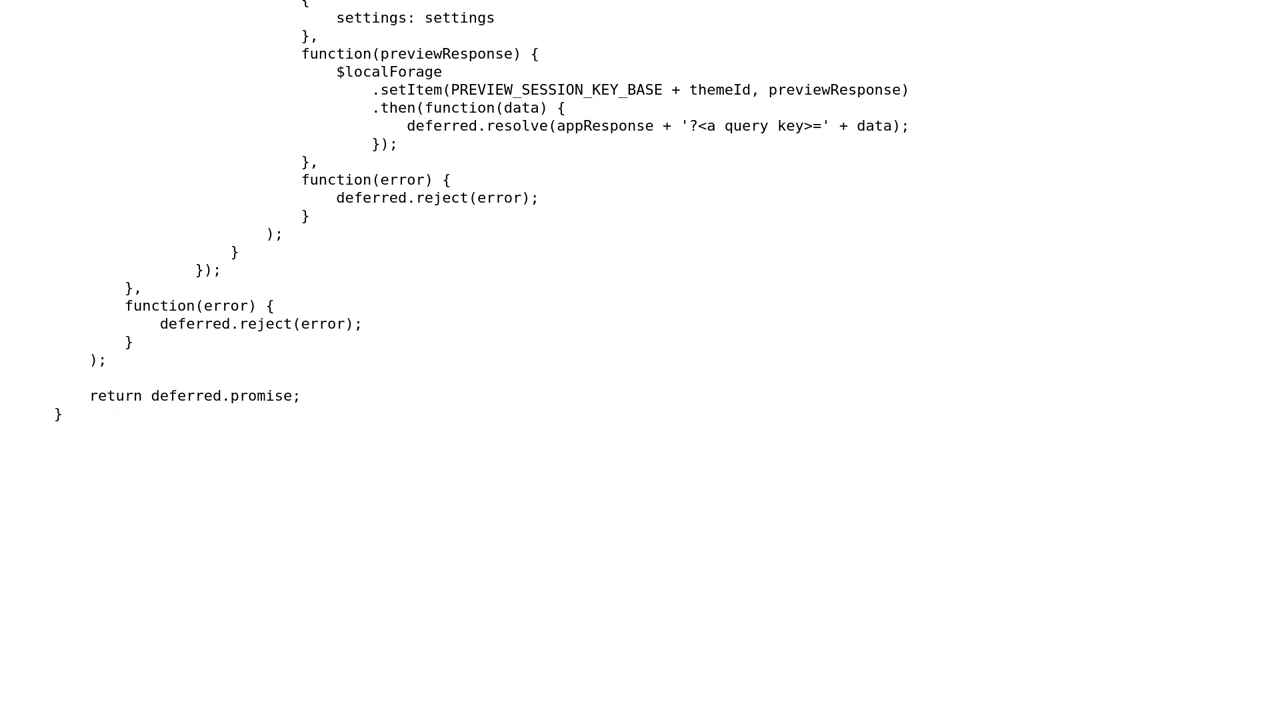 {
settings: settings
},
function(previewResponse) {
$localForage
.setItem(PREVIEW_SESSION_KEY_BASE + themeId, previewResponse)
.then(function(data) {
deferred.resolve(appResponse + '?<a query key>=' + data);
});
},
function(error) {
deferred.reject(error);
}
);
}
});
},
function(error) {
deferred.reject(error);
}
);
return deferred.promise;
}